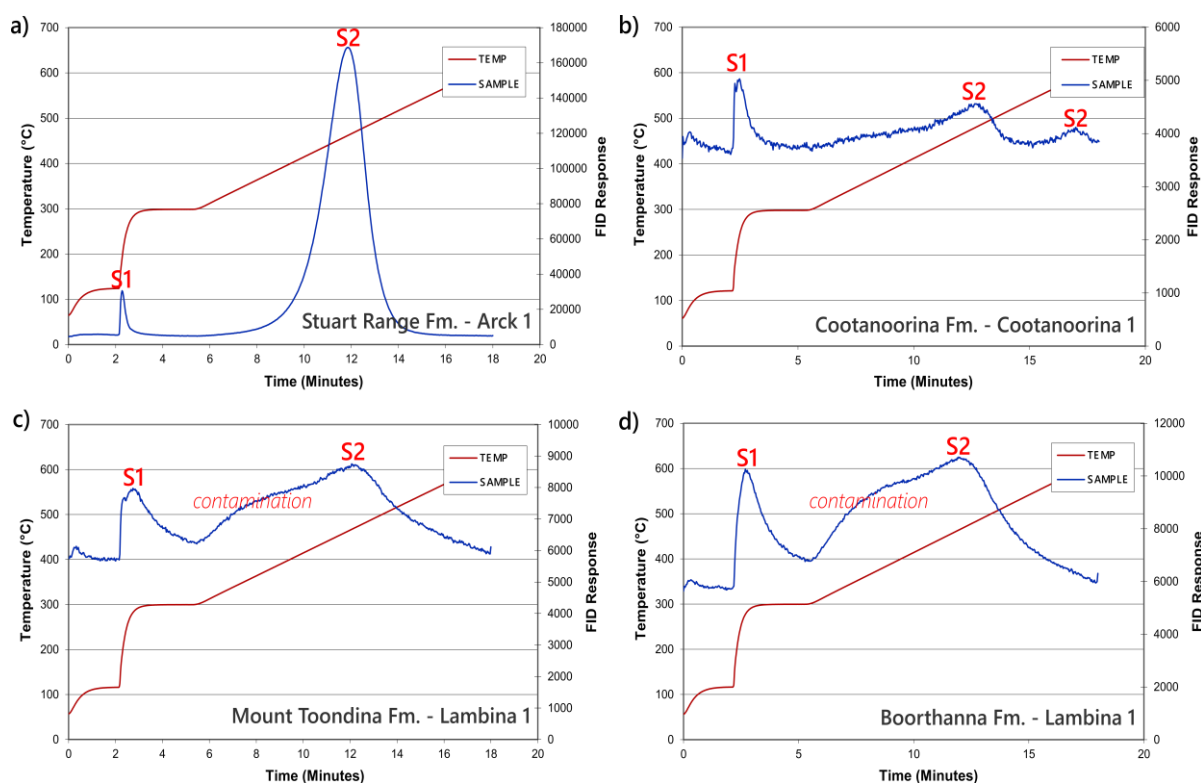 a)
S2
TEMP
SAMPLE
S1
700
600
500
400
300
200
100
0
180000
160000
140000
120000
100000
80000
60000
40000
20000
0
0 2 4 6 8 10 12 14 16 18 20
Temperature (°C)
FID Response
Stuart Range Fm. - Arck 1
Time (Minutes)
b)
S1
S2
S2
TEMP
SAMPLE
700
600
500
400
300
200
100
0
6000
5000
4000
3000
2000
1000
0
0 5 10 15 20
Temperature (°C)
FID Response
Cootanoorina Fm. - Cootanoorina 1
Time (Minutes)
c)
S1
S2
contamination
TEMP
SAMPLE
700
600
500
400
300
200
100
0
10000
9000
8000
7000
6000
5000
4000
3000
2000
1000
0
0 2 4 6 8 10 12 14 16 18 20
Temperature (°C)
FID Response
Mount Toondina Fm. - Lambina 1
Time (Minutes)
d)
S1
S2
contamination
TEMP
SAMPLE
700
600
500
400
300
200
100
0
12000
10000
8000
6000
4000
2000
0
0 5 10 15 20
Temperature (°C)
FID Response
Boorthanna Fm. - Lambina 1
Time (Minutes)